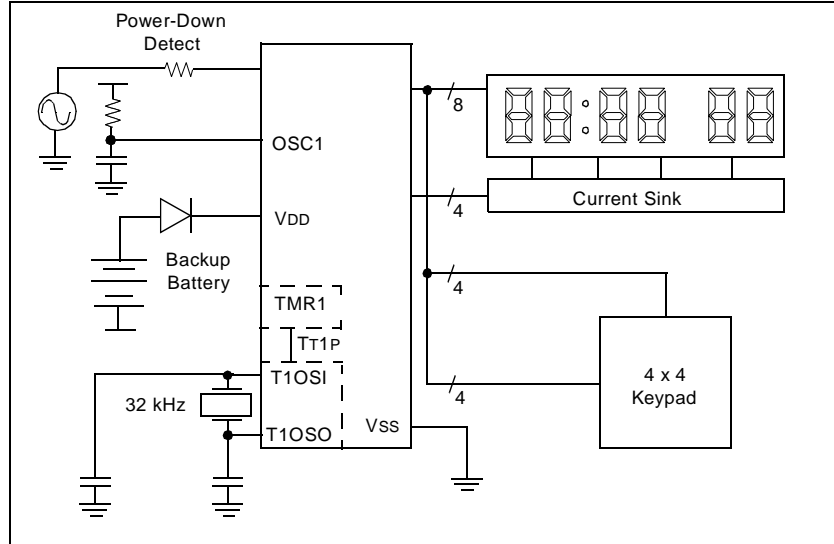 Power-Down
Detect
OSC1
8
Current Sink
4
VDD
Backup
Battery
TMR1
TT1P
4
4 x 4
Keypad
4
T1OSI
32 kHz
T1OSO
VSS